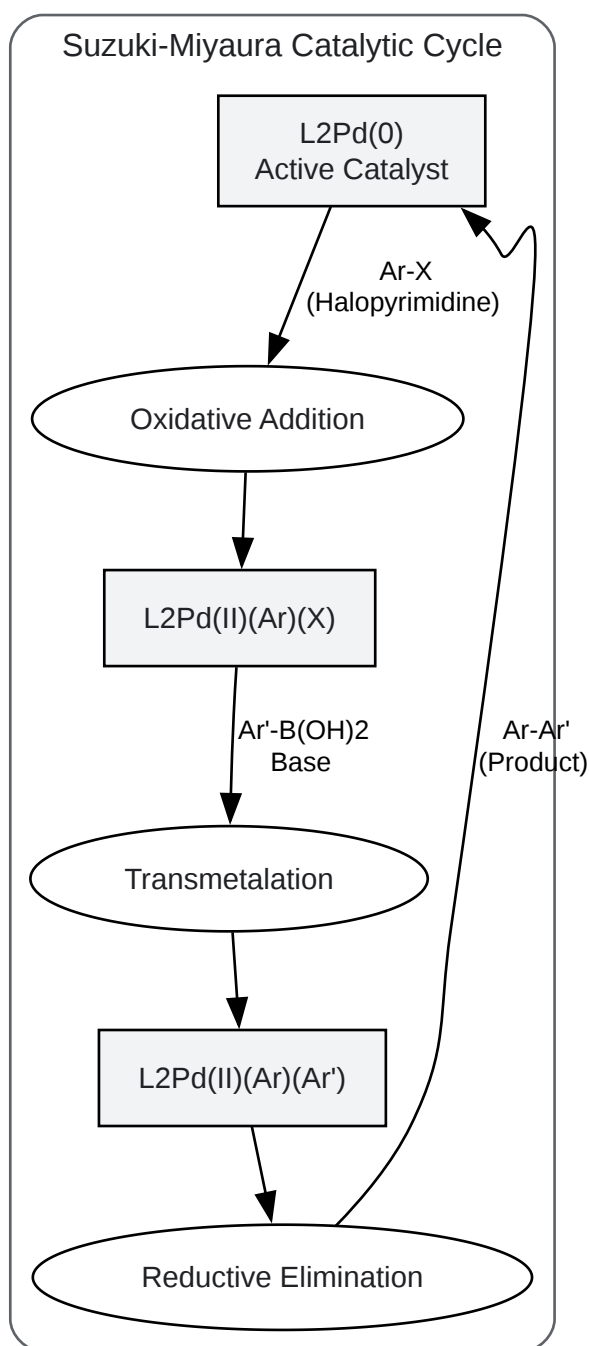 Suzuki-Miyaura Catalytic Cycle
L2Pd(0)
Active Catalyst
Ar-X
(Halopyrimidine)
Oxidative Addition
L2Pd(II)(Ar)(X)
Ar'-B(OH)2
Base
Ar-Ar'
(Product)
Transmetalation
L2Pd(II)(Ar)(Ar')
Reductive Elimination